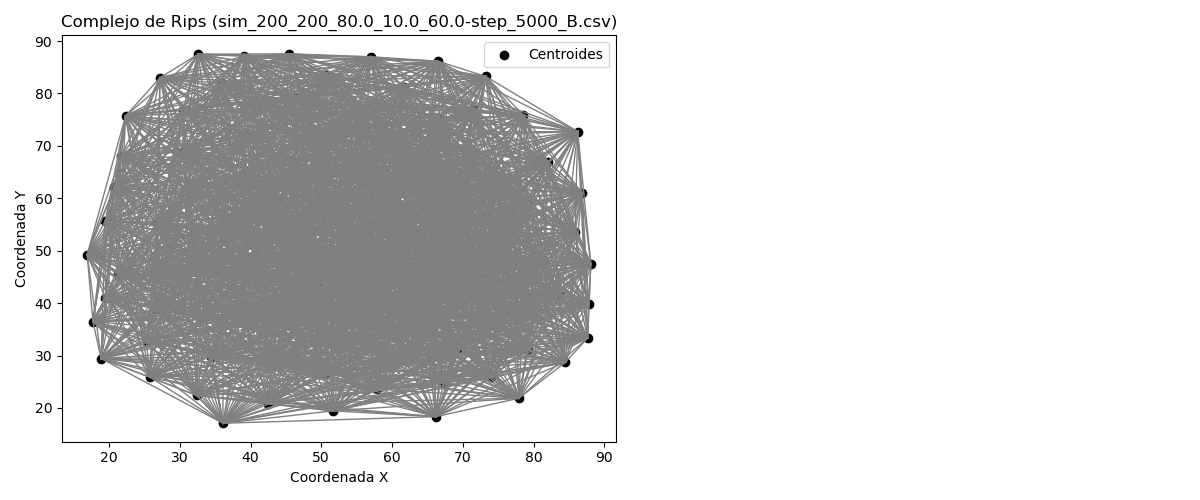 Complejo de Rips (sim_200_200_80.0_10.0_60.0-step_5000_B.csv)
Centroides
90
80
70
60
50
40
30
20
Coordenada Y
20 30 40 50 60 70 80 90
Coordenada X